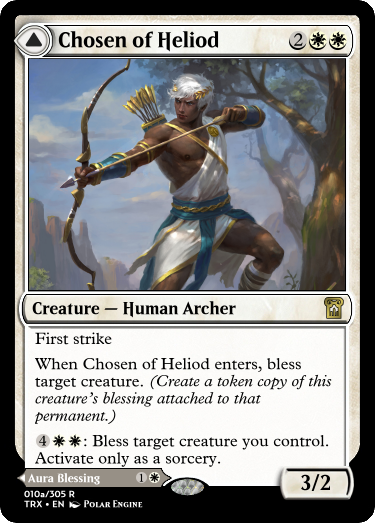 Chosen of Heliod 2
Creature — Human Archer
First strike
When Chosen of Heliod enters, bless
target creature. (Create a token copy of this
creature's blessing attached to that
permanent.)
4: Bless target creature you control.
Activate only as a sorcery.
Aura Blessing 1
3/2
010a/305 R
TRX • EN Polar Engine